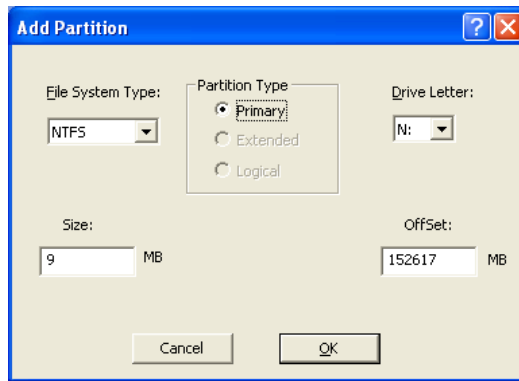 Add Partition
File System Type:
NTFS
Partition Type
Primary
Extended
Logical
Drive Letter:
N:
Size:
9 MB
OffSet:
152617 MB
Cancel
OK